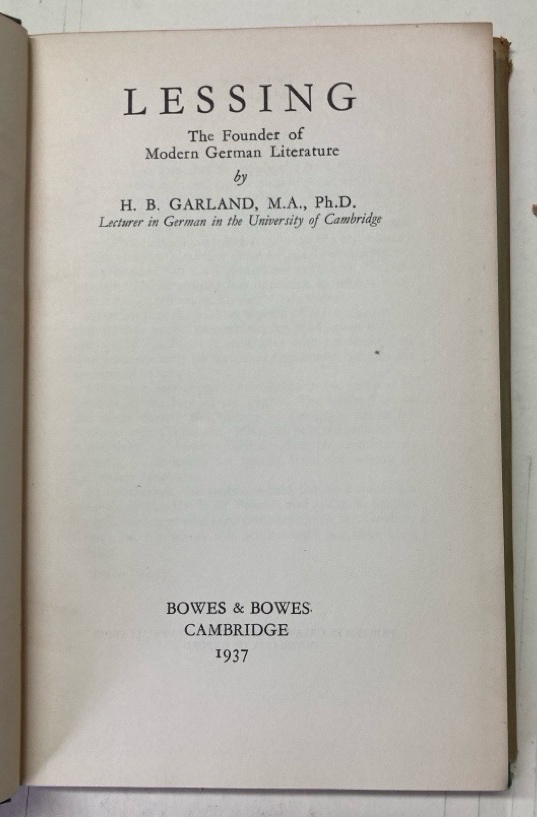 LESSING
The Founder of
Modern German Literature
by
H. B. GARLAND, M.A., Ph.D.
Lecturer in German in the University of Cambridge
BOWES & BOWES
CAMBRIDGE
1937